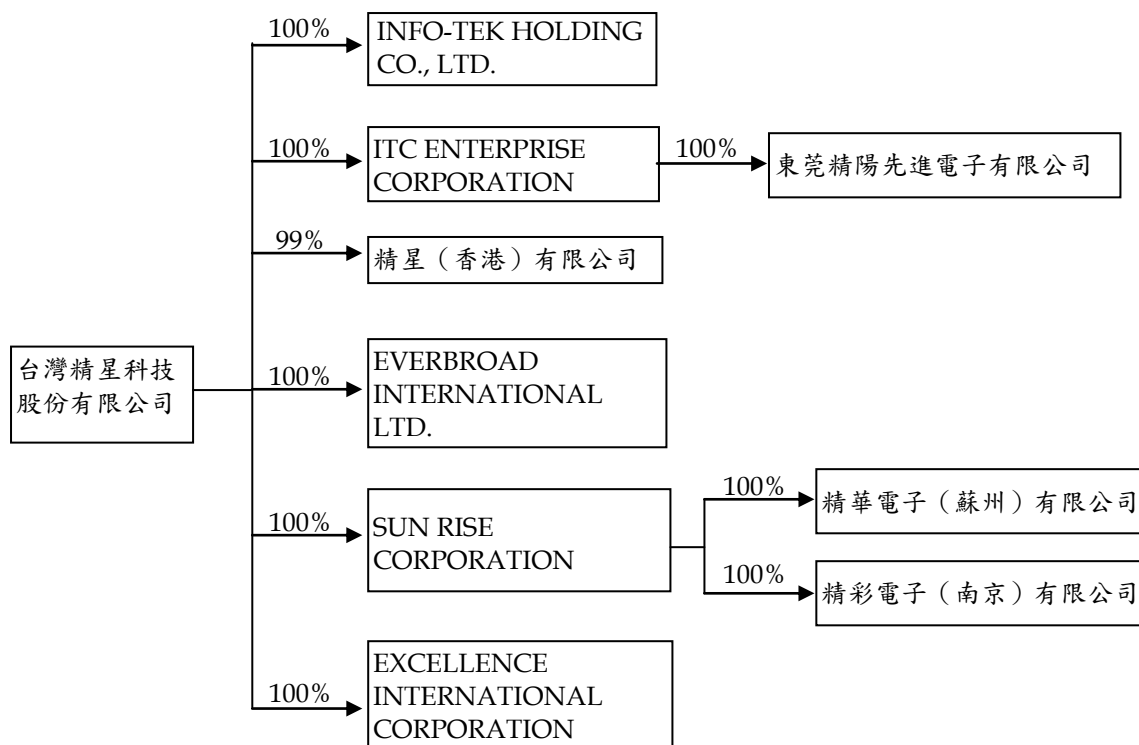 100%
INFO-TEK HOLDING
CO., LTD.
100%
ITC ENTERPRISE
CORPORATION
100%
東莞精陽先進電子有限公司
99%
精星（香港）有限公司
台灣精星科技
股份有限公司
100%
EVERBROAD
INTERNATIONAL
LTD.
100%
SUN RISE
CORPORATION
100%
精華電子（蘇州）有限公司
100%
精彩電子（南京）有限公司
100%
EXCELLENCE
INTERNATIONAL
CORPORATION